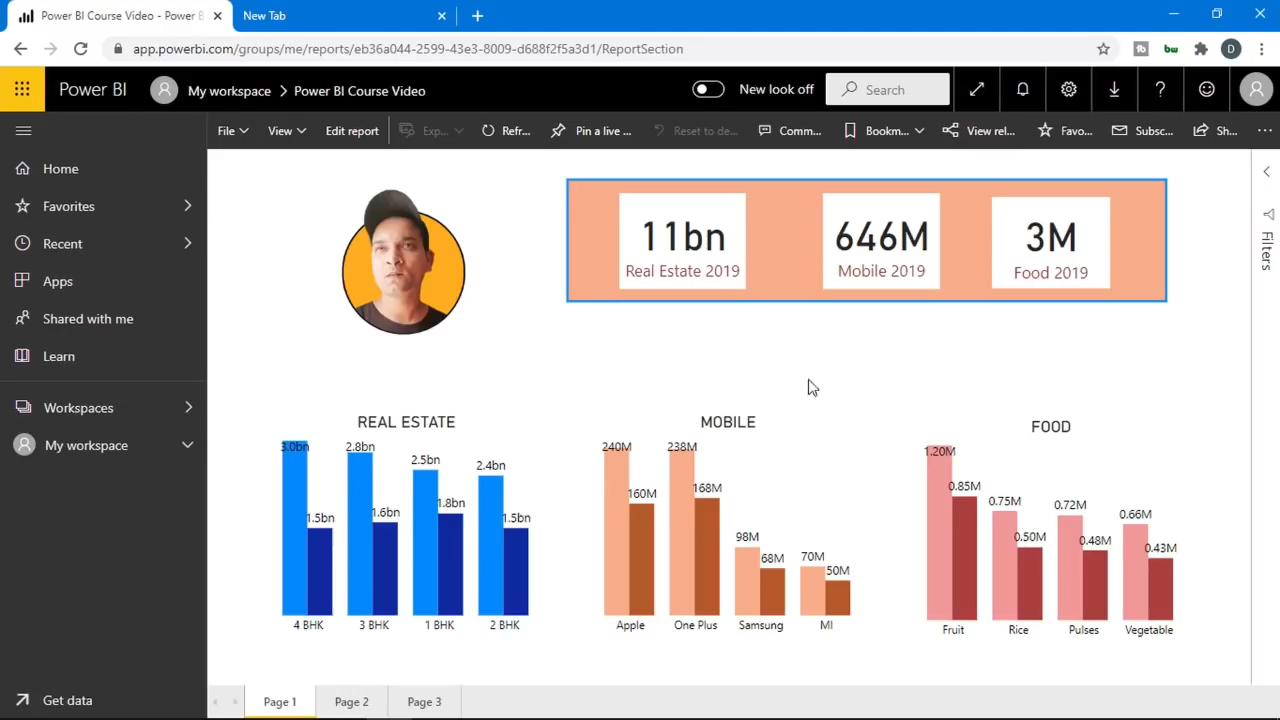 Power BI Course Video - Power B
New Tab
app.powerbi.com/groups/me/reports/eb36a044-2599-43e3-8009-d688f2f5a3d1/ReportSection
bw
D
Power BI
My workspace > Power BI Course Video
New look off
Search
File
View
Edit report
Exp...
Refr...
Pin a live ...
Reset to de...
Comm...
Bookm...
View rel...
Favo...
Subsc...
Sh...
Home
Favorites
Recent
Apps
Shared with me
Learn
Workspaces
My workspace
Get data
11bn
Real Estate 2019
646M
Mobile 2019
3M
Food 2019
Filters
REAL ESTATE
3.0bn 1.5bn 2.8bn 1.6bn 2.5bn 1.8bn 2.4bn 1.5bn
4 BHK 3 BHK 1 BHK 2 BHK
MOBILE
240M 160M 238M 168M 98M 68M 70M 50M
Apple One Plus Samsung MI
FOOD
1.20M 0.85M 0.75M 0.50M 0.72M 0.48M 0.66M 0.43M
Fruit Rice Pulses Vegetable
Page 1 Page 2 Page 3